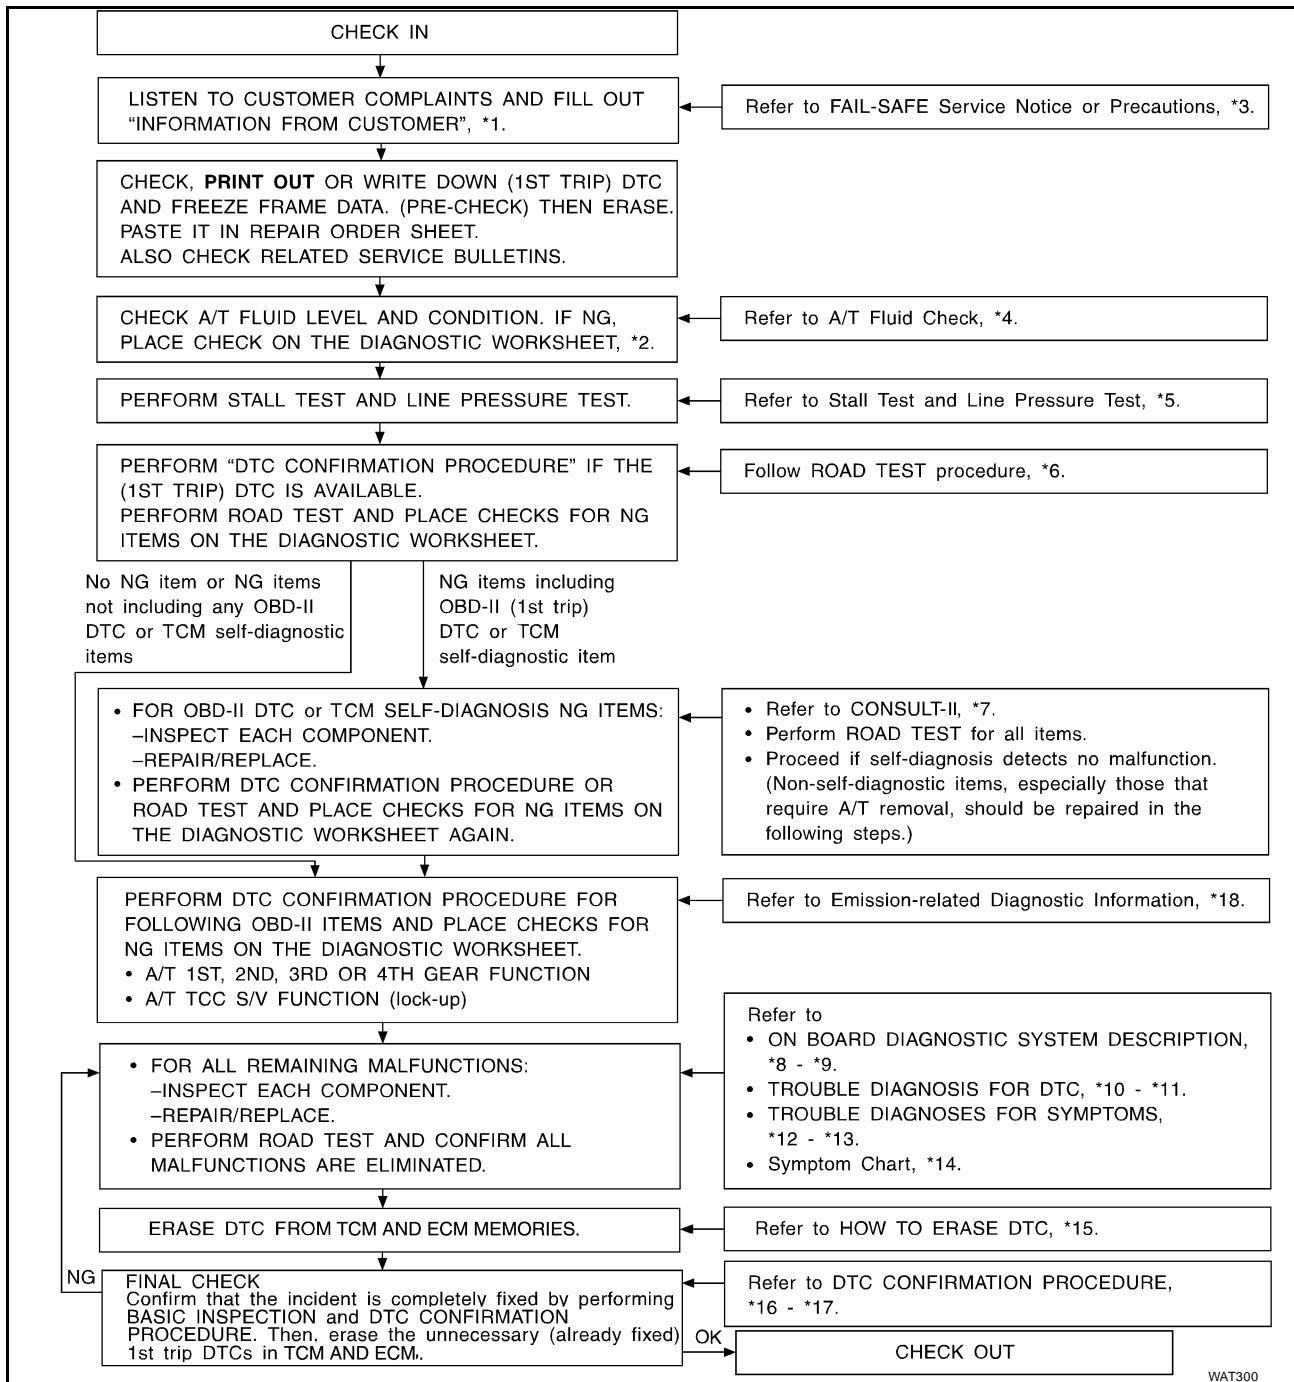 CHECK IN
LISTEN TO CUSTOMER COMPLAINTS AND FILL OUT
“INFORMATION FROM CUSTOMER”, *1.
Refer to FAIL-SAFE Service Notice or Precautions, *3.
CHECK, PRINT OUT OR WRITE DOWN (1ST TRIP) DTC
AND FREEZE FRAME DATA. (PRE-CHECK) THEN ERASE.
PASTE IT IN REPAIR ORDER SHEET.
ALSO CHECK RELATED SERVICE BULLETINS.
CHECK A/T FLUID LEVEL AND CONDITION. IF NG,
PLACE CHECK ON THE DIAGNOSTIC WORKSHEET, *2.
Refer to A/T Fluid Check, *4.
PERFORM STALL TEST AND LINE PRESSURE TEST.
Refer to Stall Test and Line Pressure Test, *5.
PERFORM “DTC CONFIRMATION PROCEDURE” IF THE
(1ST TRIP) DTC IS AVAILABLE.
PERFORM ROAD TEST AND PLACE CHECKS FOR NG
ITEMS ON THE DIAGNOSTIC WORKSHEET.
Follow ROAD TEST procedure, *6.
No NG item or NG items
not including any OBD-II
DTC or TCM self-diagnostic
items
NG items including
OBD-II (1st trip)
DTC or TCM
self-diagnostic item
• FOR OBD-II DTC or TCM SELF-DIAGNOSIS NG ITEMS:
–INSPECT EACH COMPONENT.
–REPAIR/REPLACE.
• PERFORM DTC CONFIRMATION PROCEDURE OR
ROAD TEST AND PLACE CHECKS FOR NG ITEMS ON
THE DIAGNOSTIC WORKSHEET AGAIN.
• Refer to CONSULT-II, *7.
• Perform ROAD TEST for all items.
• Proceed if self-diagnosis detects no malfunction.
(Non-self-diagnostic items, especially those that
require A/T removal, should be repaired in the
following steps.)
PERFORM DTC CONFIRMATION PROCEDURE FOR
FOLLOWING OBD-II ITEMS AND PLACE CHECKS FOR
NG ITEMS ON THE DIAGNOSTIC WORKSHEET.
• A/T 1ST, 2ND, 3RD OR 4TH GEAR FUNCTION
• A/T TCC S/V FUNCTION (lock-up)
Refer to Emission-related Diagnostic Information, *18.
• FOR ALL REMAINING MALFUNCTIONS:
–INSPECT EACH COMPONENT.
–REPAIR/REPLACE.
• PERFORM ROAD TEST AND CONFIRM ALL
MALFUNCTIONS ARE ELIMINATED.
Refer to
• ON BOARD DIAGNOSTIC SYSTEM DESCRIPTION,
*8 - *9.
• TROUBLE DIAGNOSIS FOR DTC, *10 - *11.
• TROUBLE DIAGNOSES FOR SYMPTOMS,
*12 - *13.
• Symptom Chart, *14.
ERASE DTC FROM TCM AND ECM MEMORIES.
Refer to HOW TO ERASE DTC, *15.
NG
FINAL CHECK
Confirm that the incident is completely fixed by performing
BASIC INSPECTION and DTC CONFIRMATION
PROCEDURE. Then, erase the unnecessary (already fixed)
1st trip DTCs in TCM AND ECM.
Refer to DTC CONFIRMATION PROCEDURE,
*16 - *17.
OK
CHECK OUT
WAT300